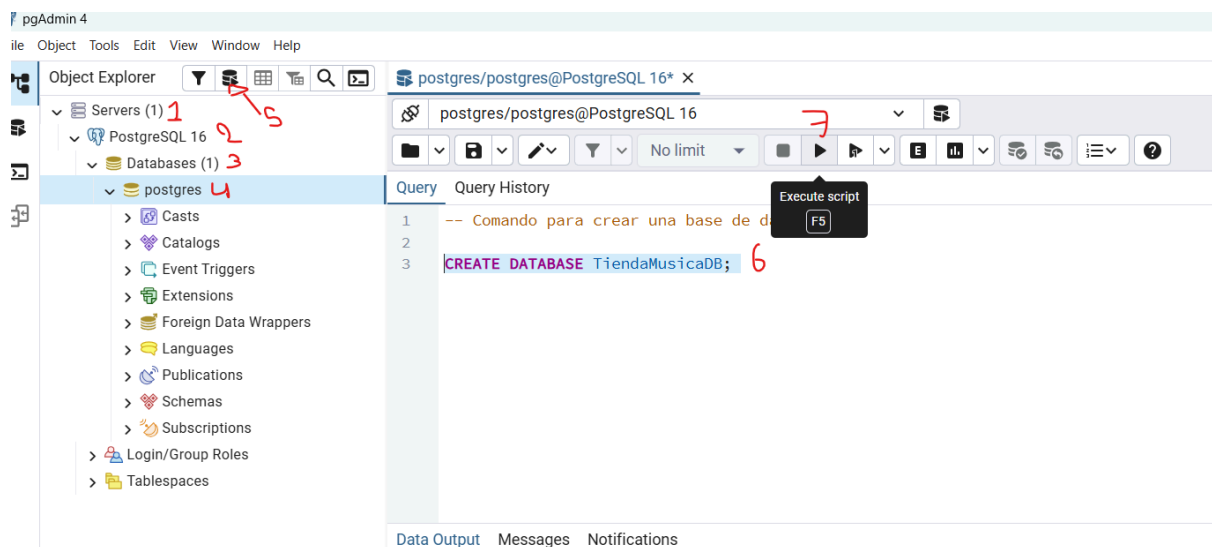 pgAdmin 4
ile Object Tools Edit View Window Help
Object Explorer
5
Servers (1) 1
PostgreSQL 16 2
Databases (1) 3
postgres 4
Casts
Catalogs
Event Triggers
Extensions
Foreign Data Wrappers
Languages
Publications
Schemas
Subscriptions
Login/Group Roles
Tablespaces
postgres/postgres@PostgreSQL 16*
postgres/postgres@PostgreSQL 16
7
No limit
E
Query Query History
Execute script
F5
1 -- Comando para crear una base de d
2
3 CREATE DATABASE TiendaMusicaDB; 6
Data Output Messages Notifications